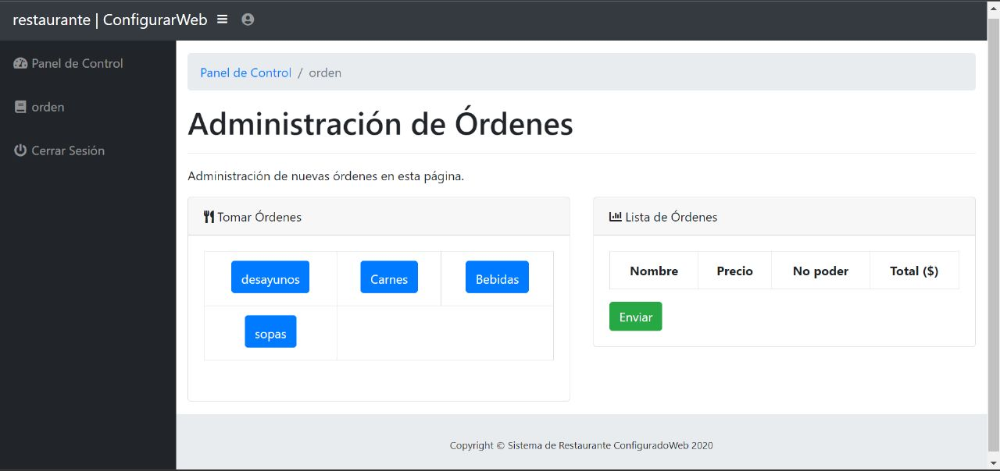 restaurante | ConfigurarWeb
Panel de Control
orden
Cerrar Sesión
Panel de Control / orden
Administración de Órdenes
Administración de nuevas órdenes en esta página.
Tomar Órdenes
desayunos Carnes Bebidas
sopas
Lista de Órdenes
Nombre Precio No poder Total ($)
Enviar
Copyright © Sistema de Restaurante ConfiguradoWeb 2020